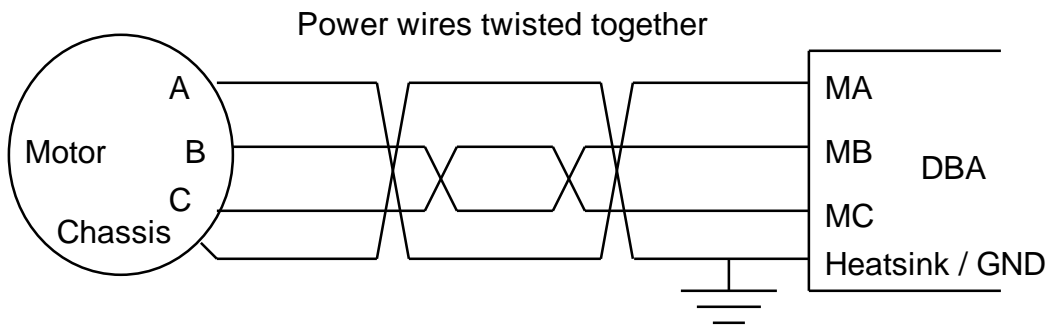 Power wires twisted together
A
MA
Motor
B
MB
DBA
C
MC
Chassis
Heatsink / GND